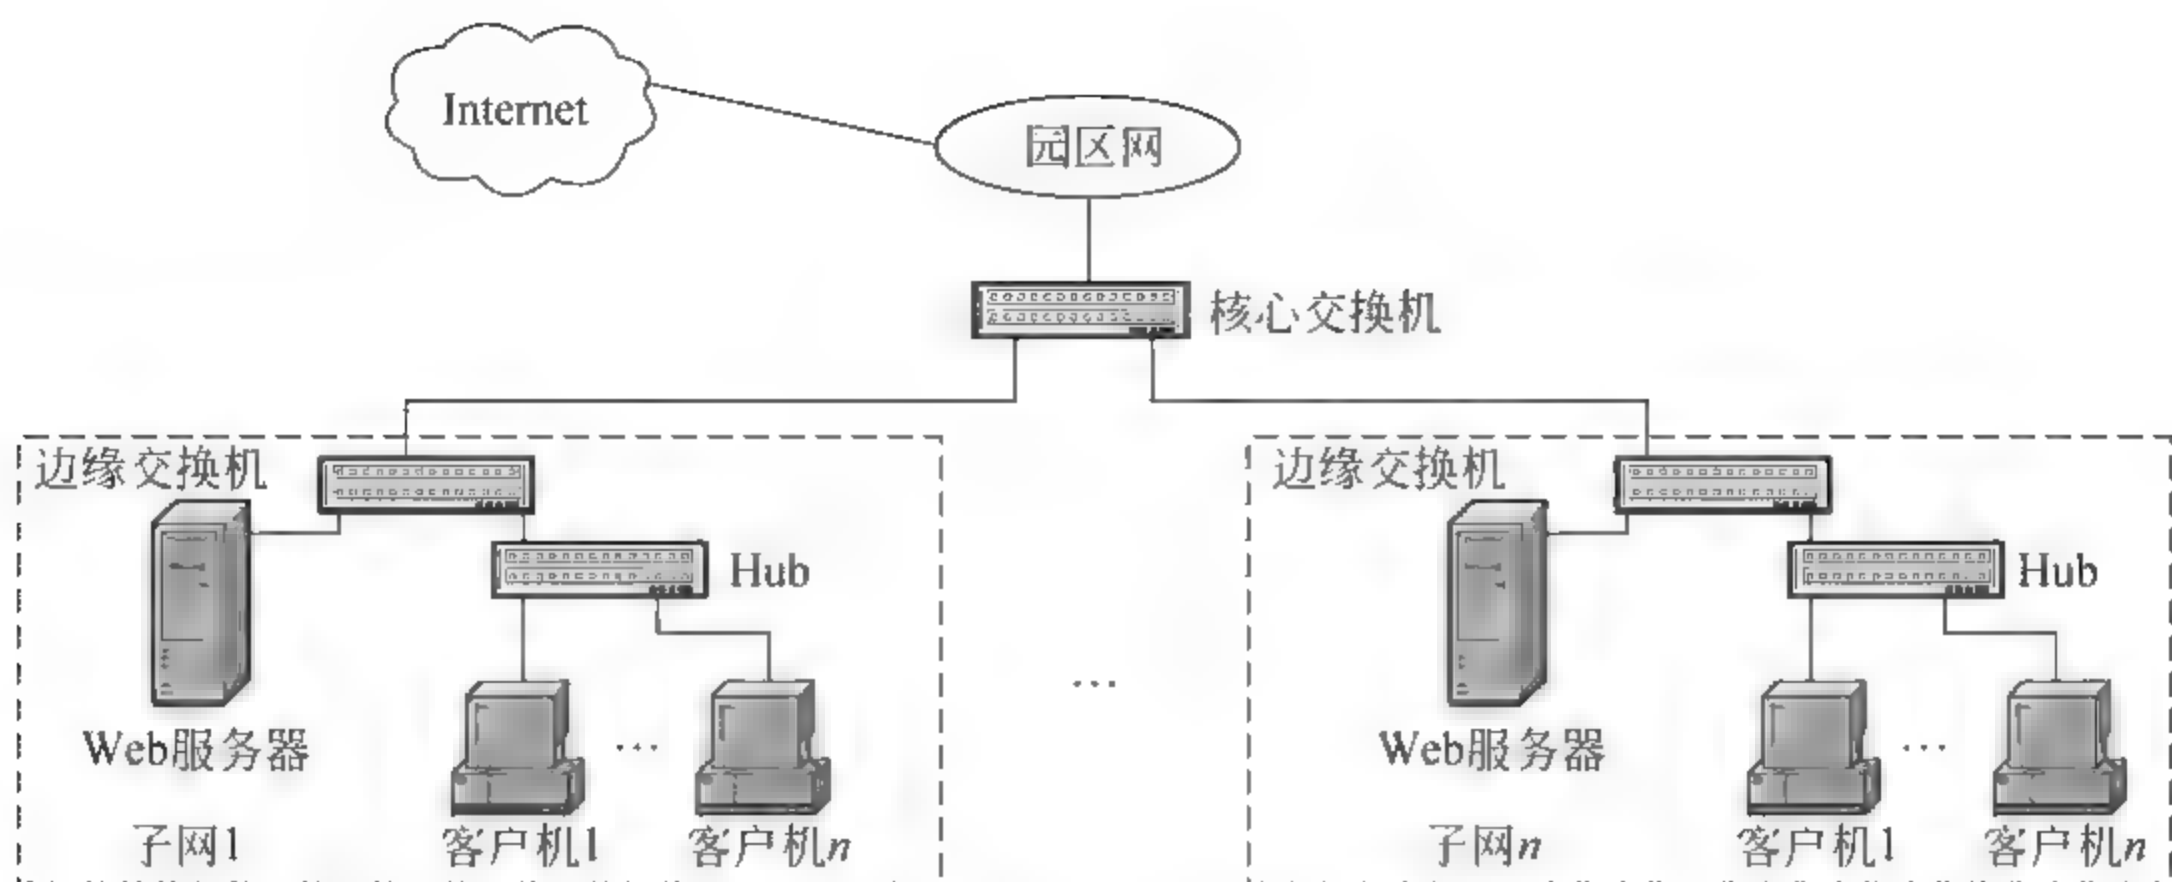 Internet
园区网
核心交换机
边缘交换机
边缘交换机
Hub
Hub
...
Web服务器
...
Web服务器
...
子网1
客户机1
客户机n
子网n
客户机1
客户机n